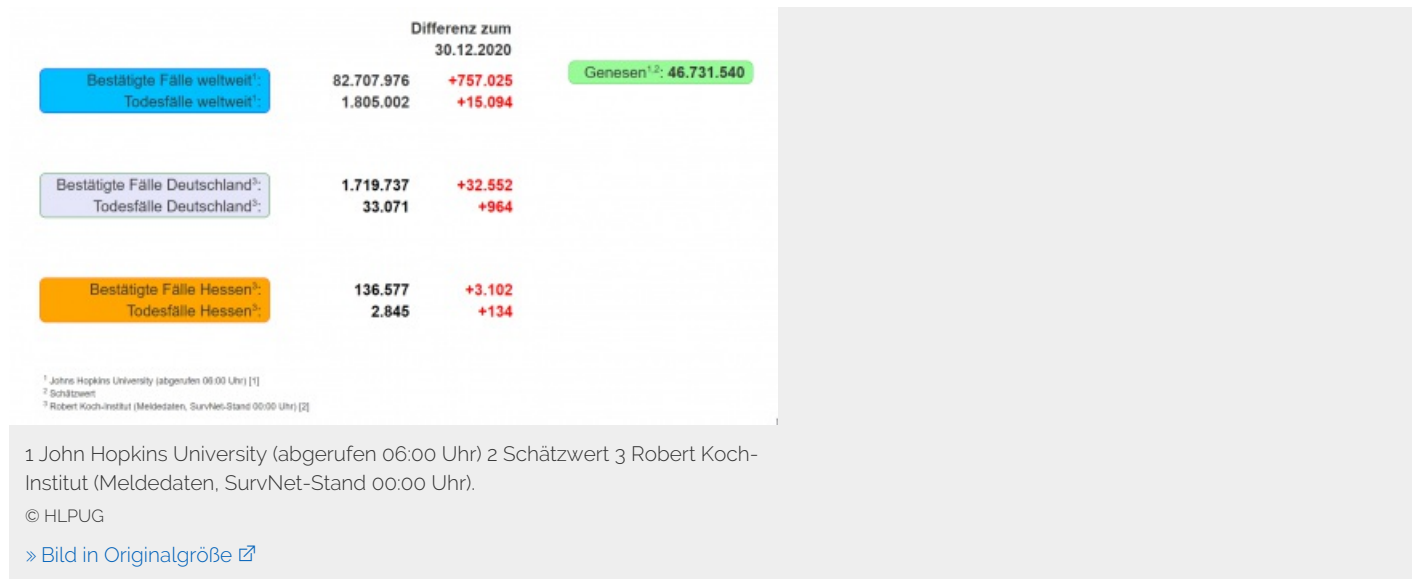 Differenz zum
30.12.2020
Bestätigte Fälle weltweit¹: 82.707.976 +757.025 Genesen¹,²: 46.731.540
Todesfälle weltweit¹: 1.805.002 +15.094
Bestätigte Fälle Deutschland³: 1.719.737 +32.552
Todesfälle Deutschland³: 33.071 +964
Bestätigte Fälle Hessen³: 136.577 +3.102
Todesfälle Hessen³: 2.845 +134
¹ Johns Hopkins University (abgerufen 06:00 Uhr) [1]
² Schätzwert
³ Robert Koch-Institut (Meldedaten, SurvNet-Stand 00:00 Uhr) [2]
1 John Hopkins University (abgerufen 06:00 Uhr) 2 Schätzwert 3 Robert Koch-
Institut (Meldedaten, SurvNet-Stand 00:00 Uhr).
© HLPUG
» Bild in Originalgröße